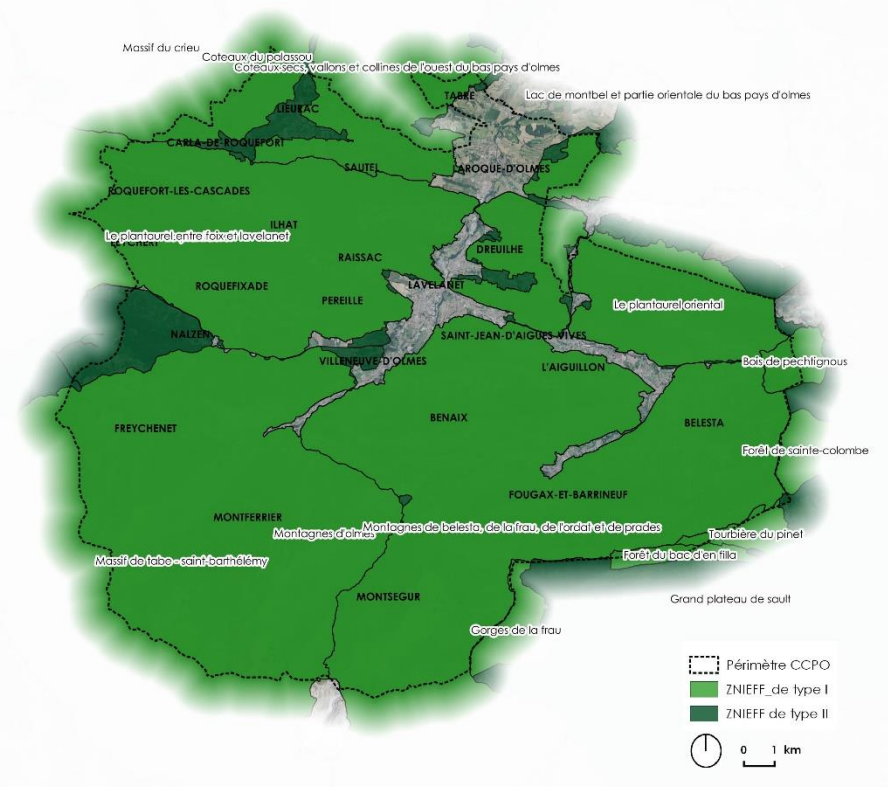 Massif du crieu
Coteaux du palassou
Coteaux secs, vallons et collines de l'ouest du bas pays d'olmes
TABRE
Lac de montbel et partie orientale du bas pays d'olmes
LIEURAC
CARLA-DE-ROQUEFORT
SAUTEL
LAROQUE-D'OLMES
ROQUEFORT-LES-CASCADES
ILHAT
Le plantaurel entre foix et lavelanet
DREUILHE
RAISSAC
ROQUEFIXADE
LAVELANET
PEREILLE
Le plantaurel oriental
NALZEN
SAINT-JEAN-D'AIGUES-VIVES
VILLENEUVE-D'OLMES
L'AIGUILLON
Bois de pechtignous
BENAIX
BELESTA
FREYCHENET
Forêt de sainte-colombe
FOUGAX-ET-BARRINEUF
MONTFERRIER
Montagnes d'olmes
Montagnes de belesta, de la frau, de l'ordat et de prades
Tourbière du pinet
Forêt du bac d'en filla
Massif de tabe - saint-barthélémy
MONTSEGUR
Grand plateau de sault
Gorges de la frau
Périmètre CCPO
ZNIEFF_de type I
ZNIEFF de type II
0 1 km